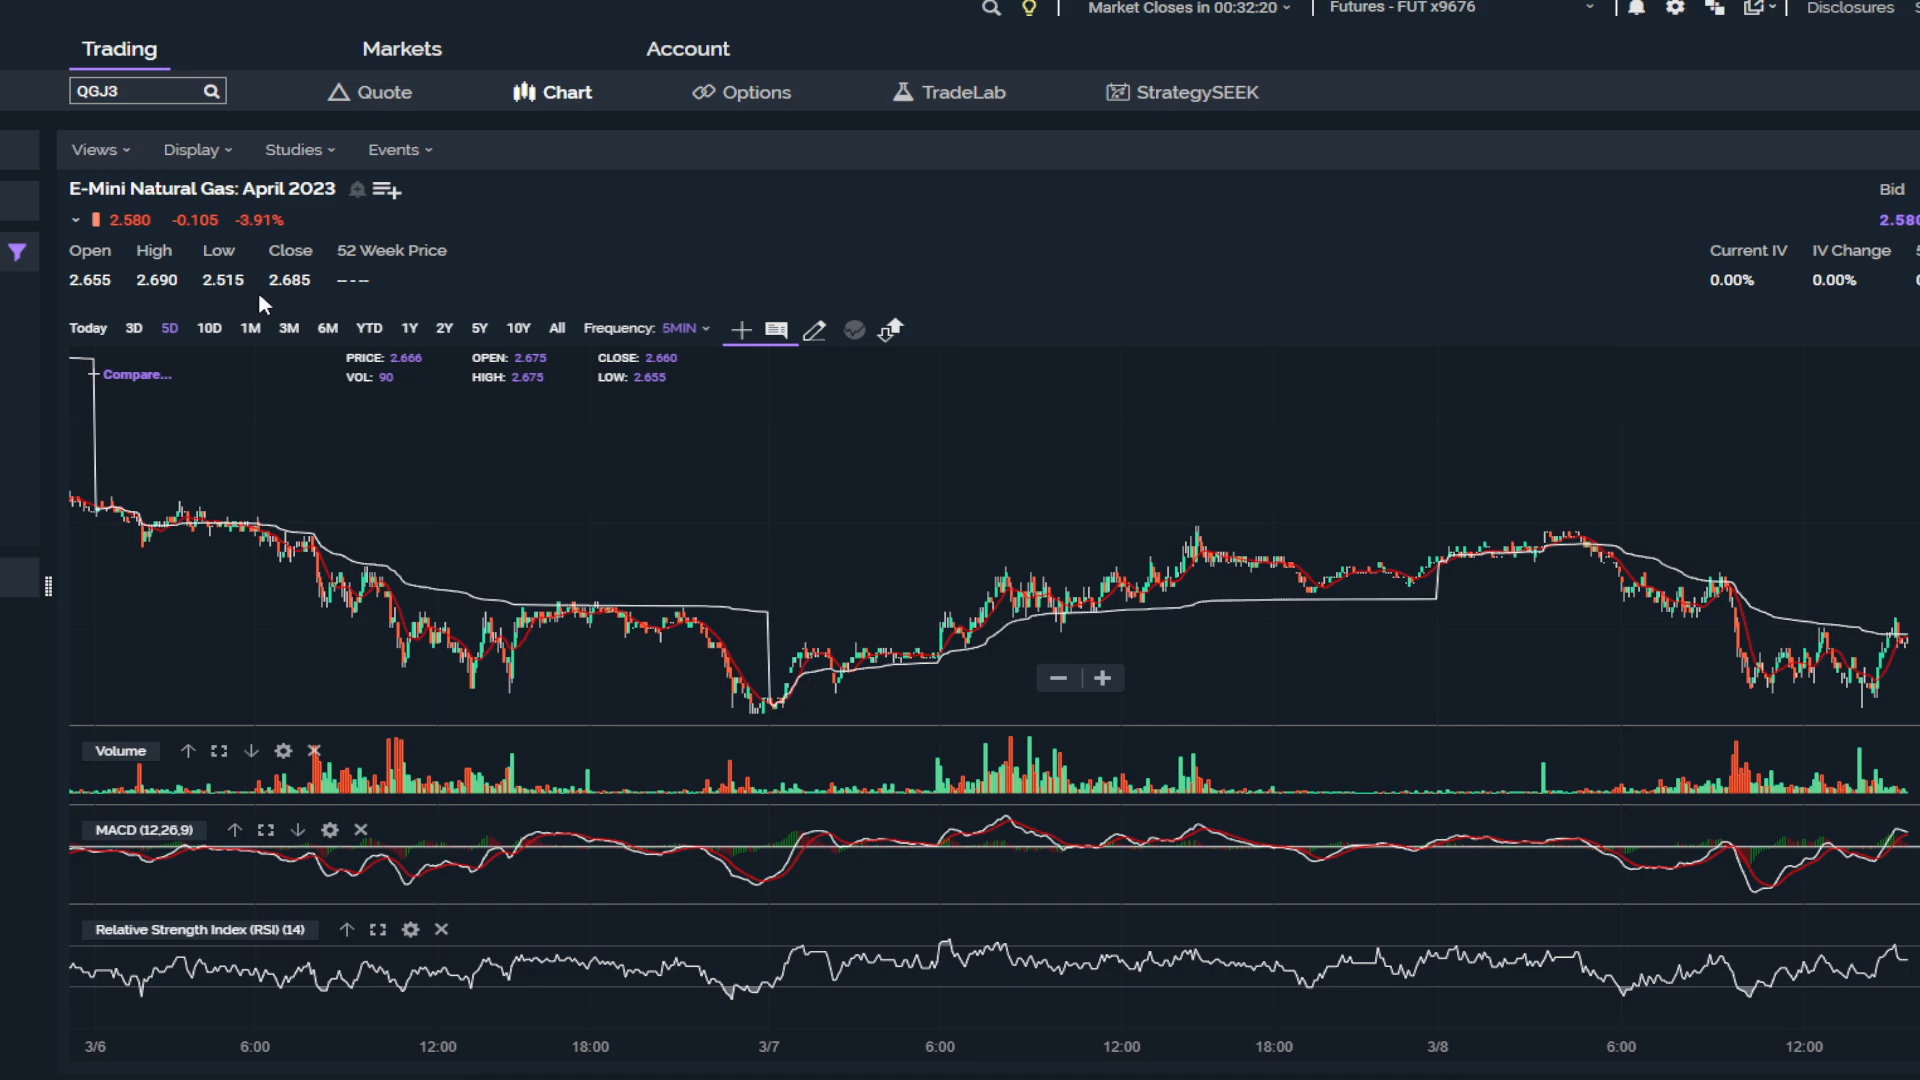 Market Closes in 00:32:20
Futures - FUT x9676
Disclosures
Trading
Markets
Account
QGJ3
Quote
Chart
Options
TradeLab
StrategySEEK
Views
Display
Studies
Events
E-Mini Natural Gas: April 2023
Bid
2.580 -0.105 -3.91%
2.580
Open High Low Close 52 Week Price
Current IV IV Change
2.655 2.690 2.515 2.685 -- --
0.00% 0.00%
Today 3D 5D 10D 1M 3M 6M YTD 1Y 2Y 5Y 10Y All Frequency: 5MIN
PRICE: 2.666 OPEN: 2.675 CLOSE: 2.660
Compare...
VOL: 90 HIGH: 2.675 LOW: 2.655
Volume
MACD (12,26,9)
Relative Strength Index (RSI) (14)
3/6 6:00 12:00 18:00 3/7 6:00 12:00 18:00 3/8 6:00 12:00